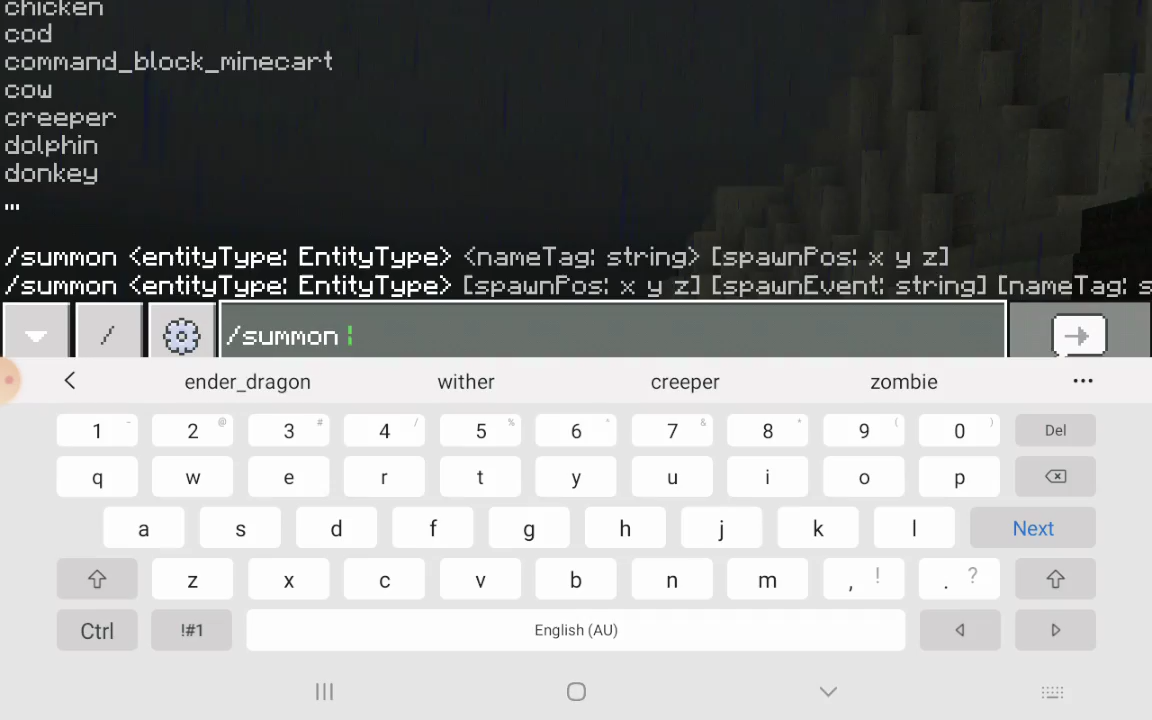 chicken
cod
command_block_minecart
cow
creeper
dolphin
donkey
...
/summon <entityType: EntityType> <nameTag: string> [spawnPos: x y z]
/summon <entityType: EntityType> [spawnPos: x y z] [spawnEvent: string] [nameTag: s
/ /summon
ender_dragon wither creeper zombie ...
1 ~ 2 @ 3 # 4 / 5 % 6 ^ 7 & 8 * 9 ( 0 ) Del
q w e r t y u i o p
a s d f g h j k l Next
z x c v b n m , ! . ?
Ctrl !#1 English (AU)